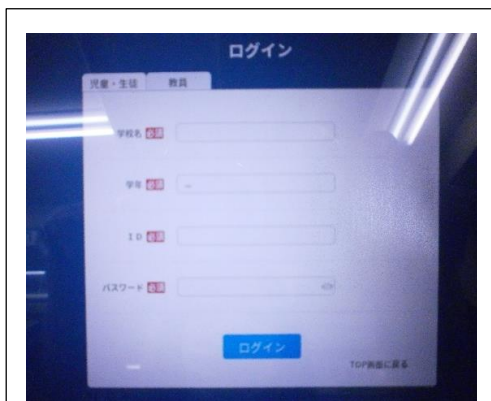 ログイン
児童・生徒 教員
学校名 必須
学年 必須
ID 必須
パスワード 必須
ログイン
TOP画面に戻る